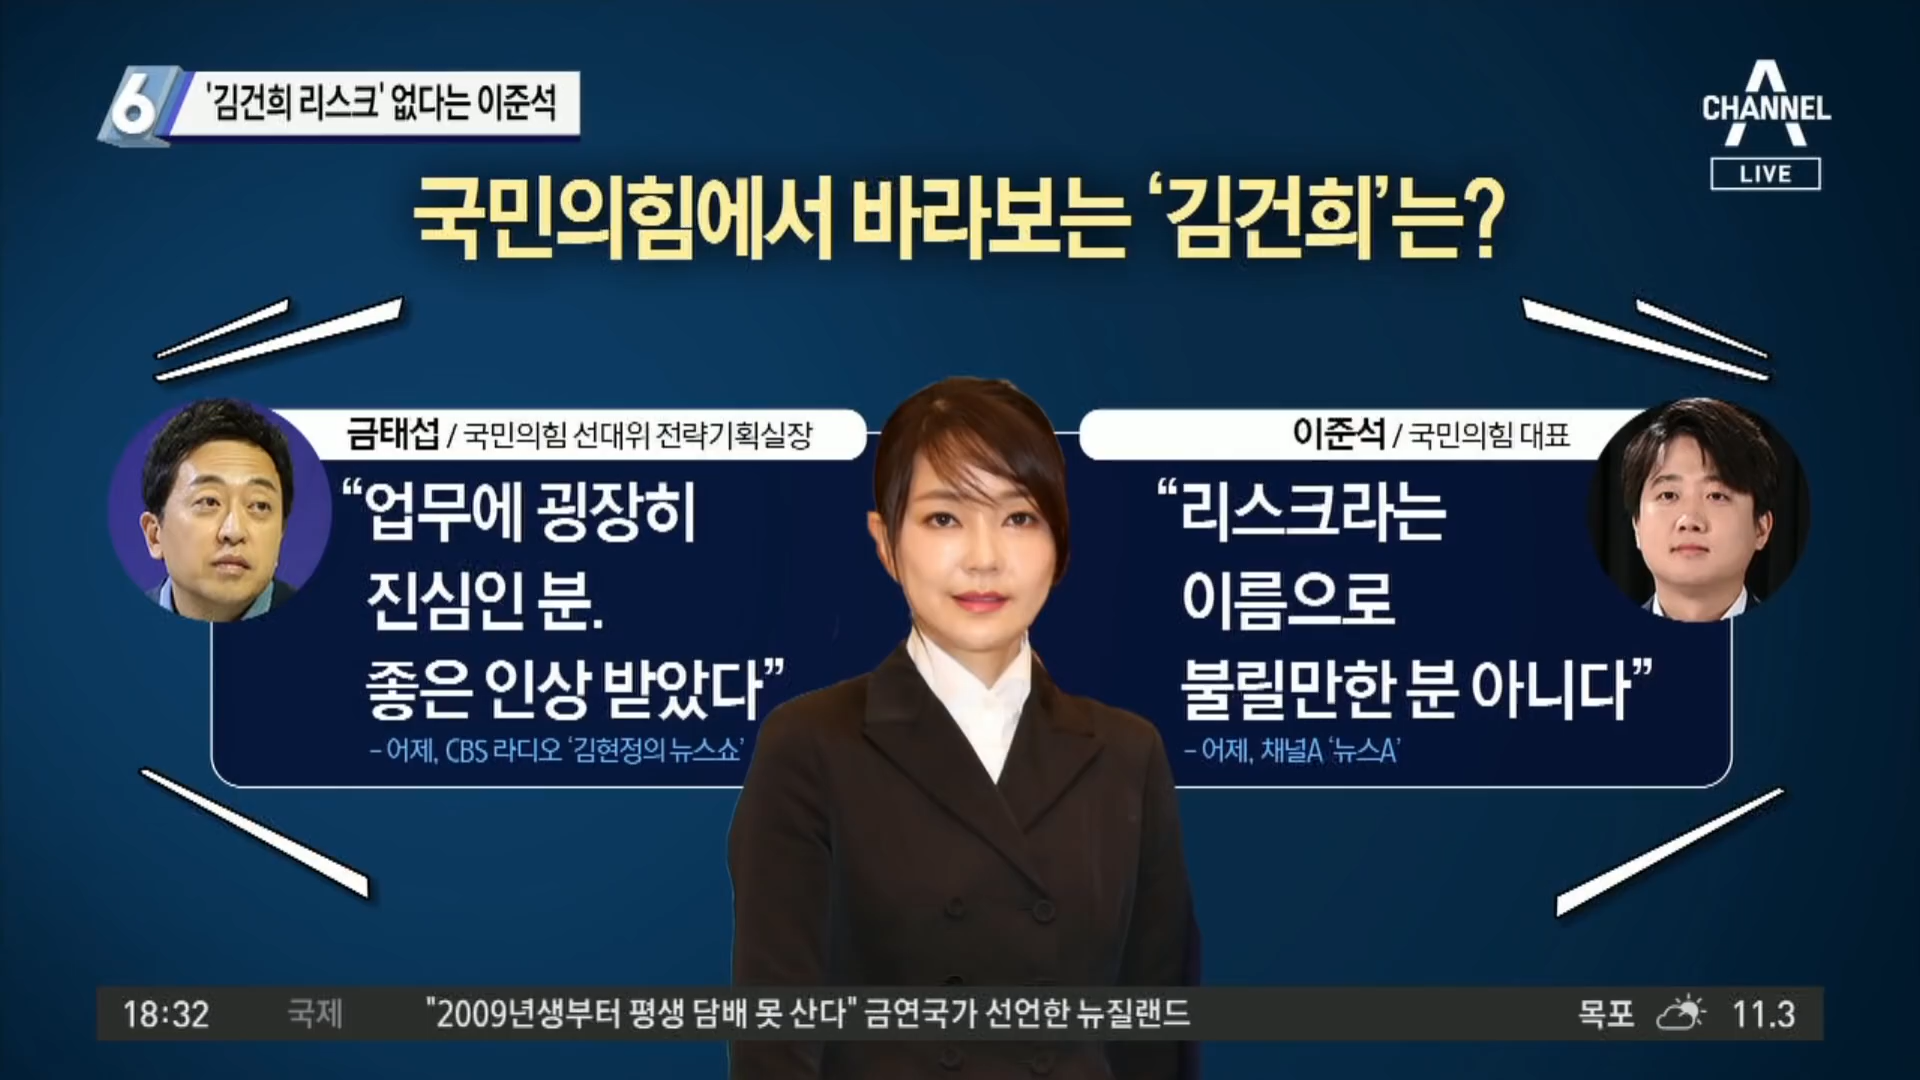 6
'김건희 리스크' 없다는 이준석
CHANNEL A
LIVE
국민의힘에서 바라보는 ‘김건희’는?
금태섭 / 국민의힘 선대위 전략기획실장
“업무에 굉장히
진심인 분.
좋은 인상 받았다”
– 어제, CBS 라디오 ‘김현정의 뉴스쇼’
이준석 / 국민의힘 대표
“리스크라는
이름으로
불릴만한 분 아니다”
– 어제, 채널A ‘뉴스A’
18:32 국제 "2009년생부터 평생 담배 못 산다" 금연국가 선언한 뉴질랜드 목포 11.3